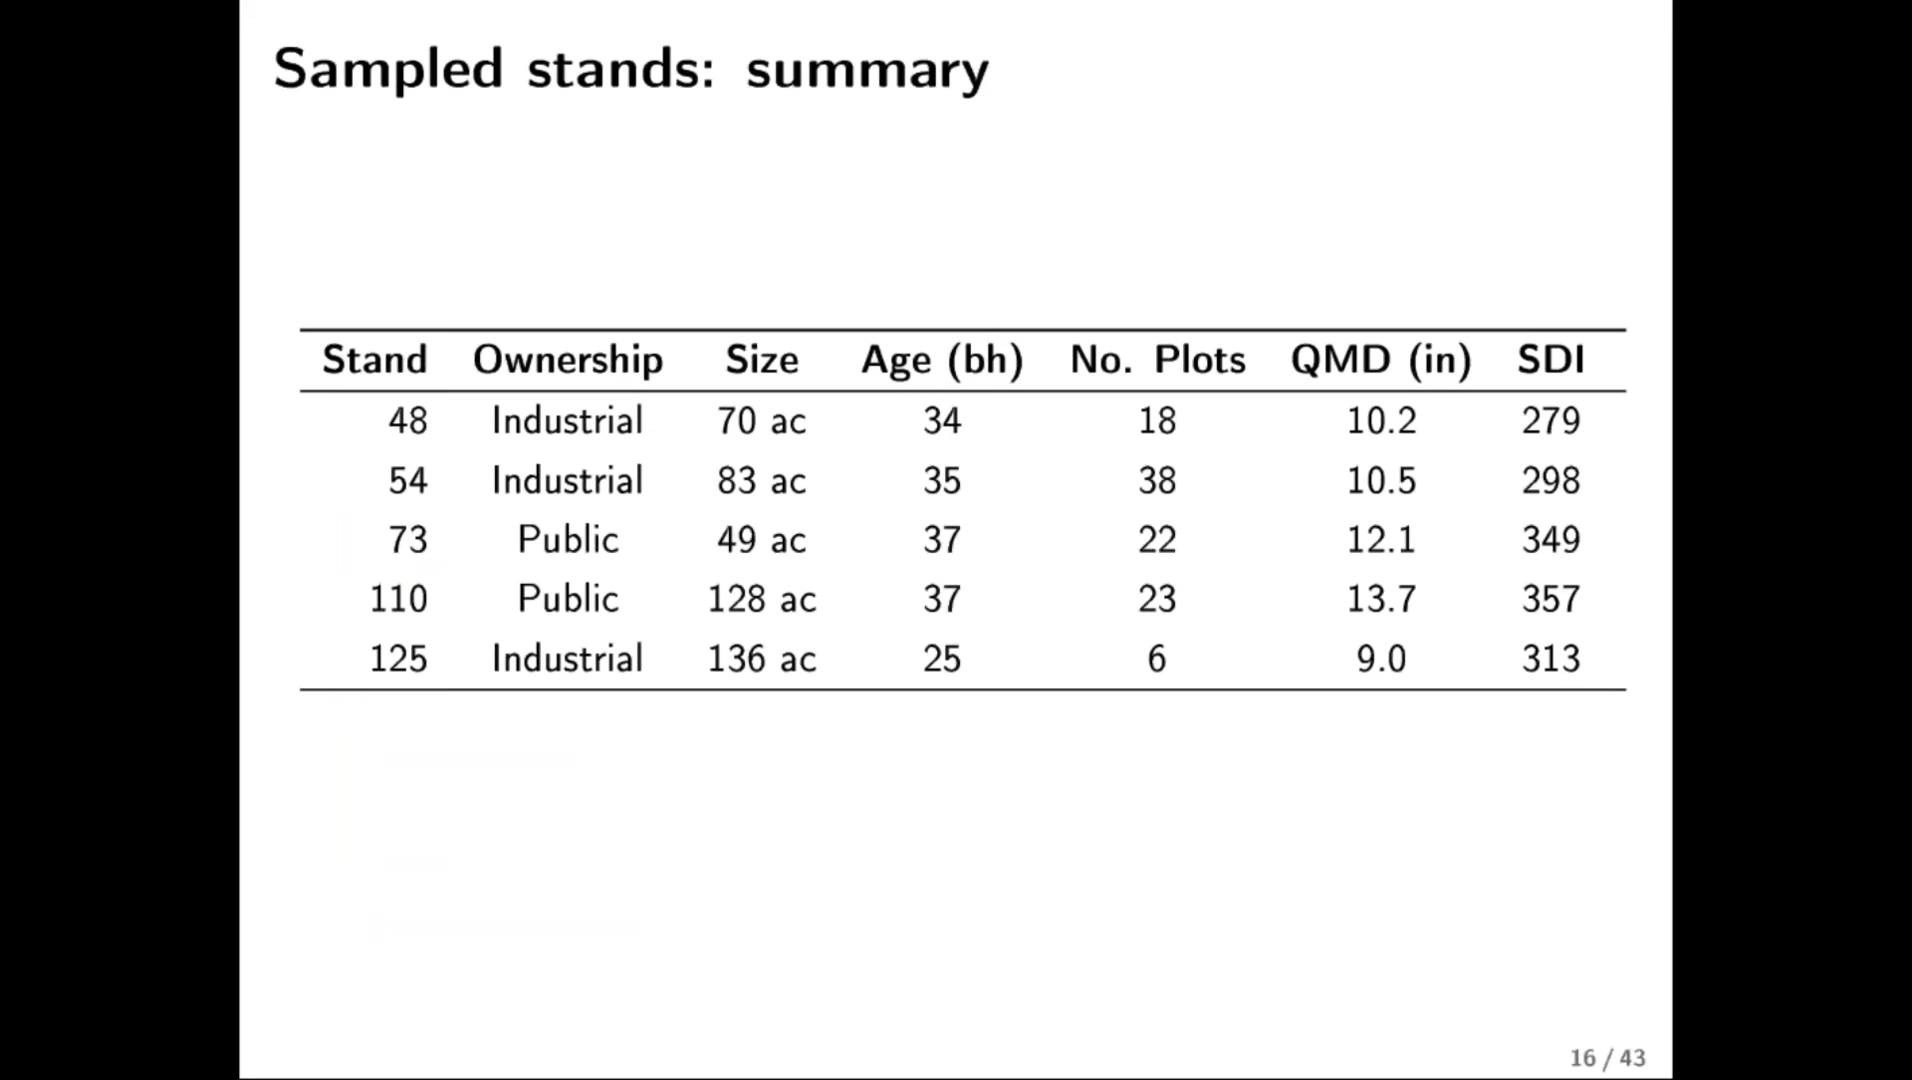 Sampled stands: summary
Stand Ownership Size Age (bh) No. Plots QMD (in) SDI
48 Industrial 70 ac 34 18 10.2 279
54 Industrial 83 ac 35 38 10.5 298
73 Public 49 ac 37 22 12.1 349
110 Public 128 ac 37 23 13.7 357
125 Industrial 136 ac 25 6 9.0 313
16 / 43